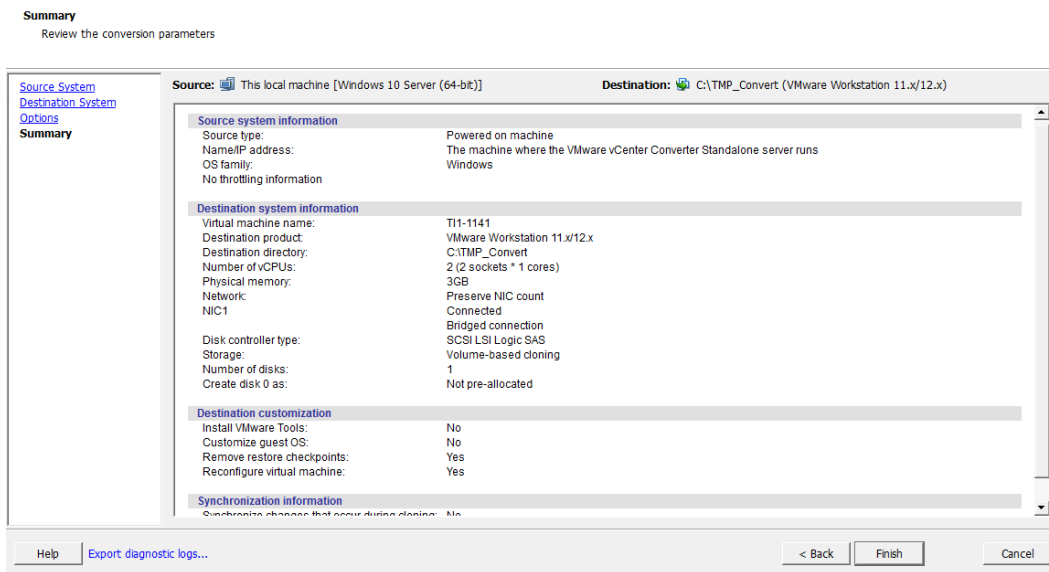 Summary
Review the conversion parameters
Source System
Destination System
Options
Summary
Source: This local machine [Windows 10 Server (64-bit)] Destination: C:\TMP_Convert (VMware Workstation 11.x/12.x)
Source system information
Source type: Powered on machine
Name/IP address: The machine where the VMware vCenter Converter Standalone server runs
OS family: Windows
No throttling information
Destination system information
Virtual machine name: TI1-1141
Destination product: VMware Workstation 11.x/12.x
Destination directory: C:\TMP_Convert
Number of vCPUs: 2 (2 sockets * 1 cores)
Physical memory: 3GB
Network: Preserve NIC count
NIC1 Connected
Bridged connection
Disk controller type: SCSI LSI Logic SAS
Storage: Volume-based cloning
Number of disks: 1
Create disk 0 as: Not pre-allocated
Destination customization
Install VMware Tools: No
Customize guest OS: No
Remove restore checkpoints: Yes
Reconfigure virtual machine: Yes
Synchronization information
Synchronize changes that occur during cloning: No
Help Export diagnostic logs... < Back Finish Cancel